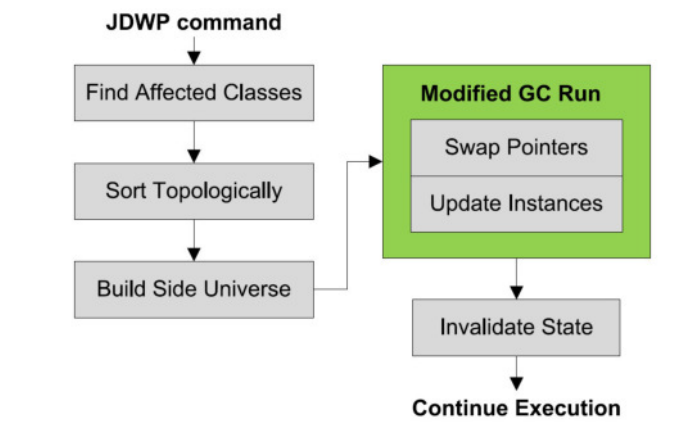 JDWP command
Find Affected Classes
Sort Topologically
Build Side Universe
Modified GC Run
Swap Pointers
Update Instances
Invalidate State
Continue Execution